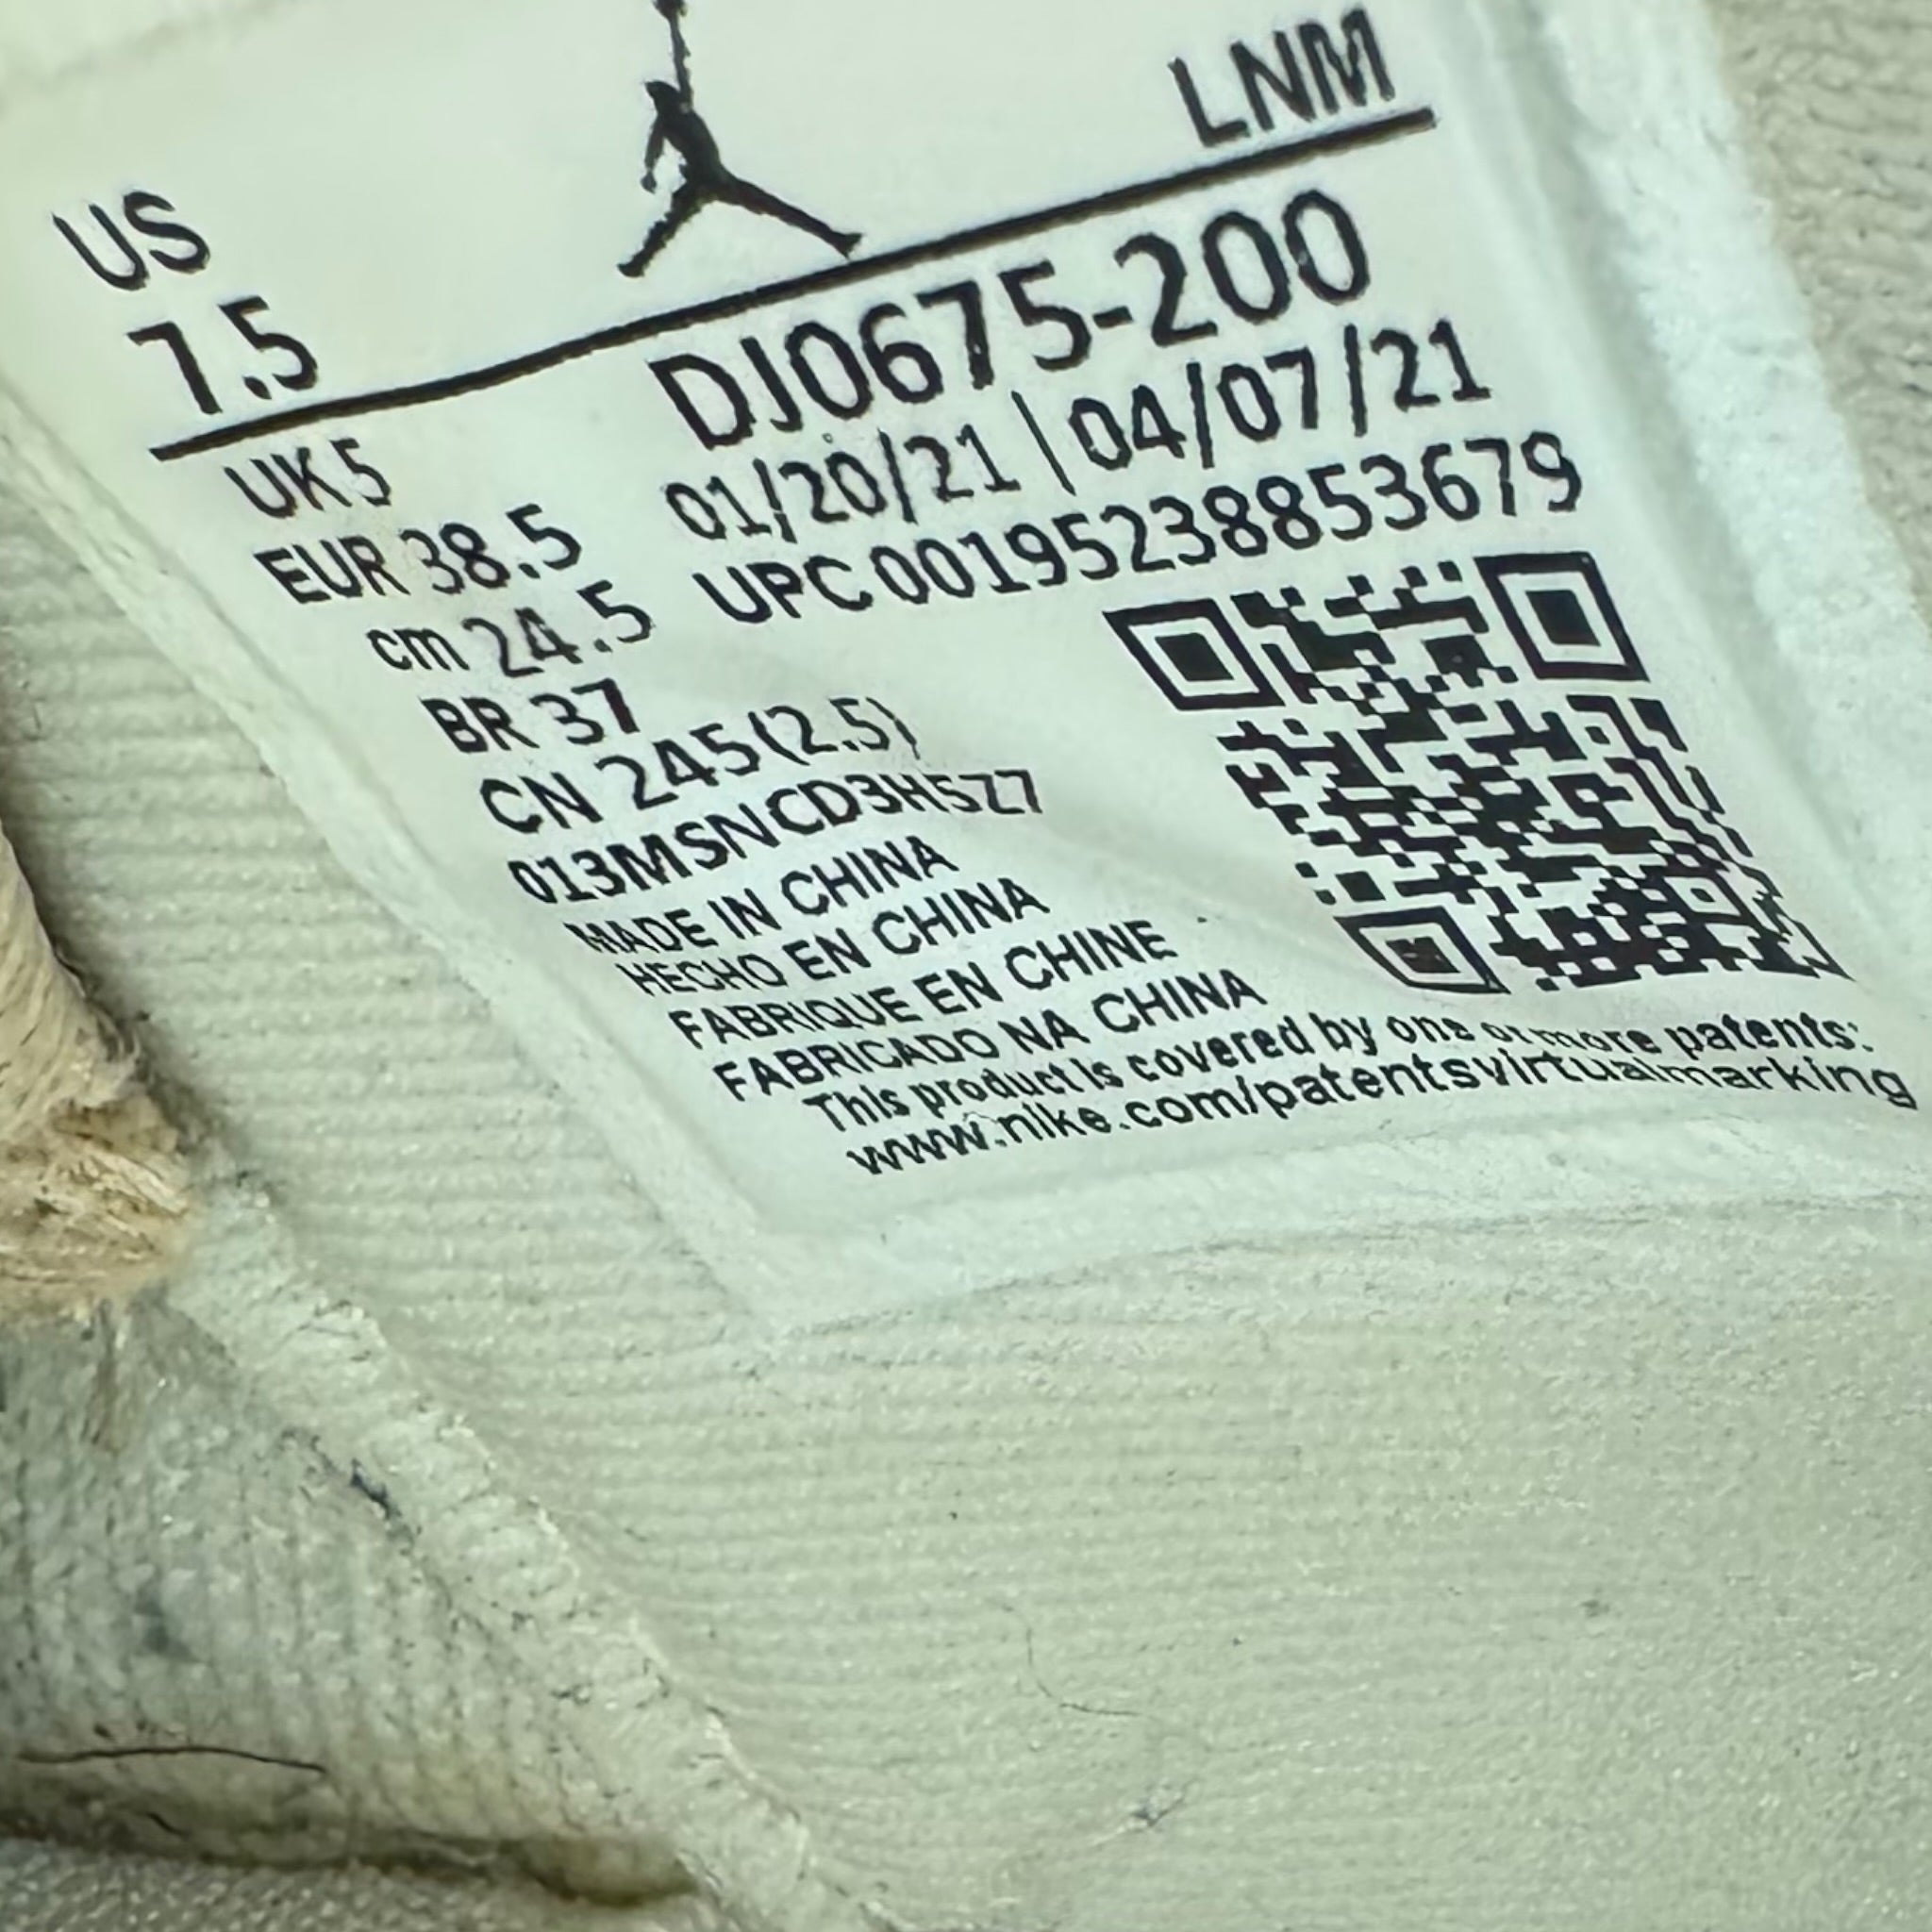 LNM
US
7.5
DJ0675-200
UK 5
01/20/21 | 04/07/21
EUR 38.5
UPC 00195238853679
cm 24.5
BR 37
CN 245(2.5)
013MSNCD3H5Z7
MADE IN CHINA
HECHO EN CHINA
FABRIQUE EN CHINE
FABRICADO NA CHINA
This product is covered by one or more patents:
www.nike.com/patentsvirtualmarking